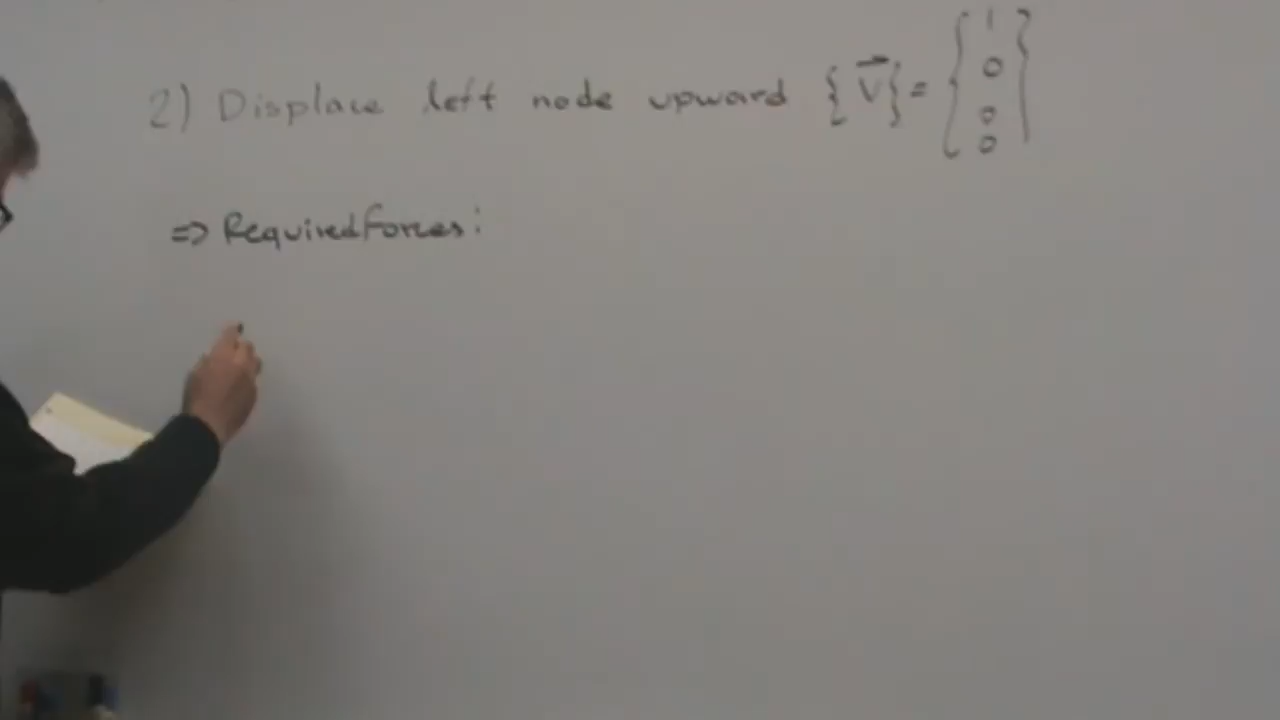 2) Displace left node upward {V⃗} = {1 0 0 0}
⇒ Required Forces: